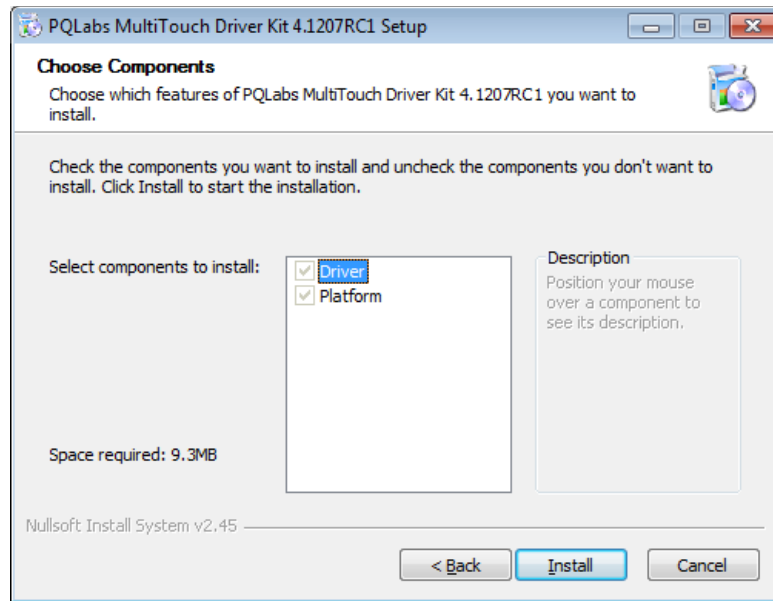 PQLabs MultiTouch Driver Kit 4.1207RC1 Setup
Choose Components
Choose which features of PQLabs MultiTouch Driver Kit 4.1207RC1 you want to
install.
Check the components you want to install and uncheck the components you don't want to
install. Click Install to start the installation.
Select components to install:
Driver
Platform
Description
Position your mouse
over a component to
see its description.
Space required: 9.3MB
Nullsoft Install System v2.45
< Back
Install
Cancel